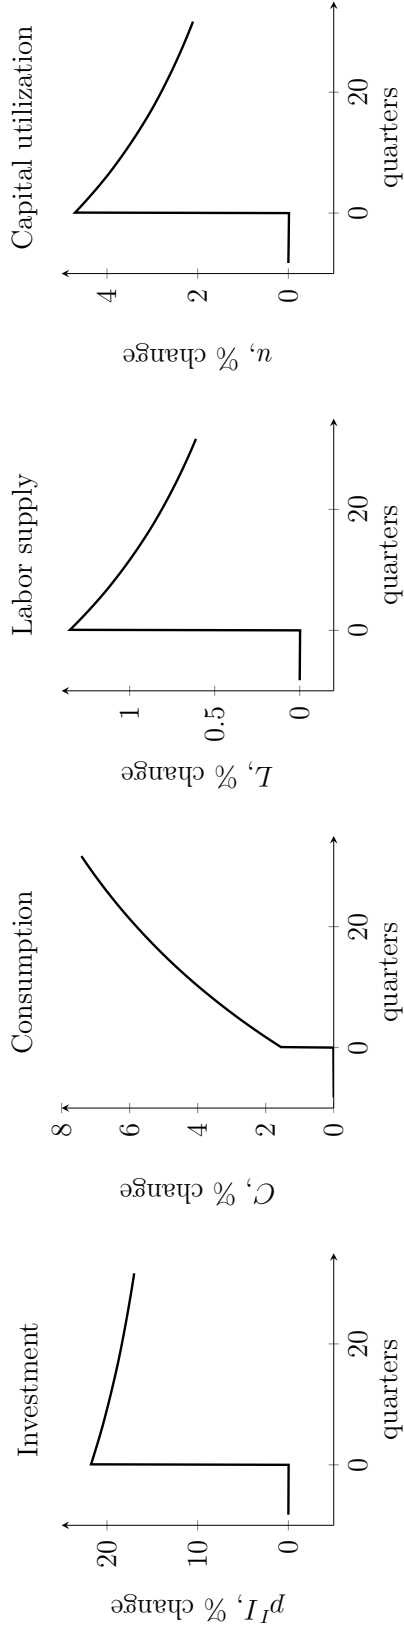 Investment
p^I I, % change
20
10
0
0
20
quarters
Consumption
C, % change
8
6
4
2
0
0
20
quarters
Labor supply
L, % change
1
0.5
0
0
20
quarters
Capital utilization
u, % change
4
2
0
0
20
quarters